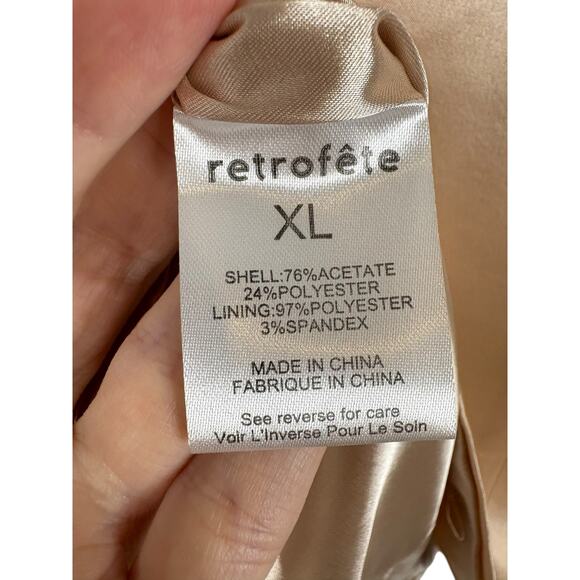 retrofête
XL
SHELL:76%ACETATE
24%POLYESTER
LINING:97%POLYESTER
3%SPANDEX
MADE IN CHINA
FABRIQUE IN CHINA
See reverse for care
Voir L'Inverse Pour Le Soin